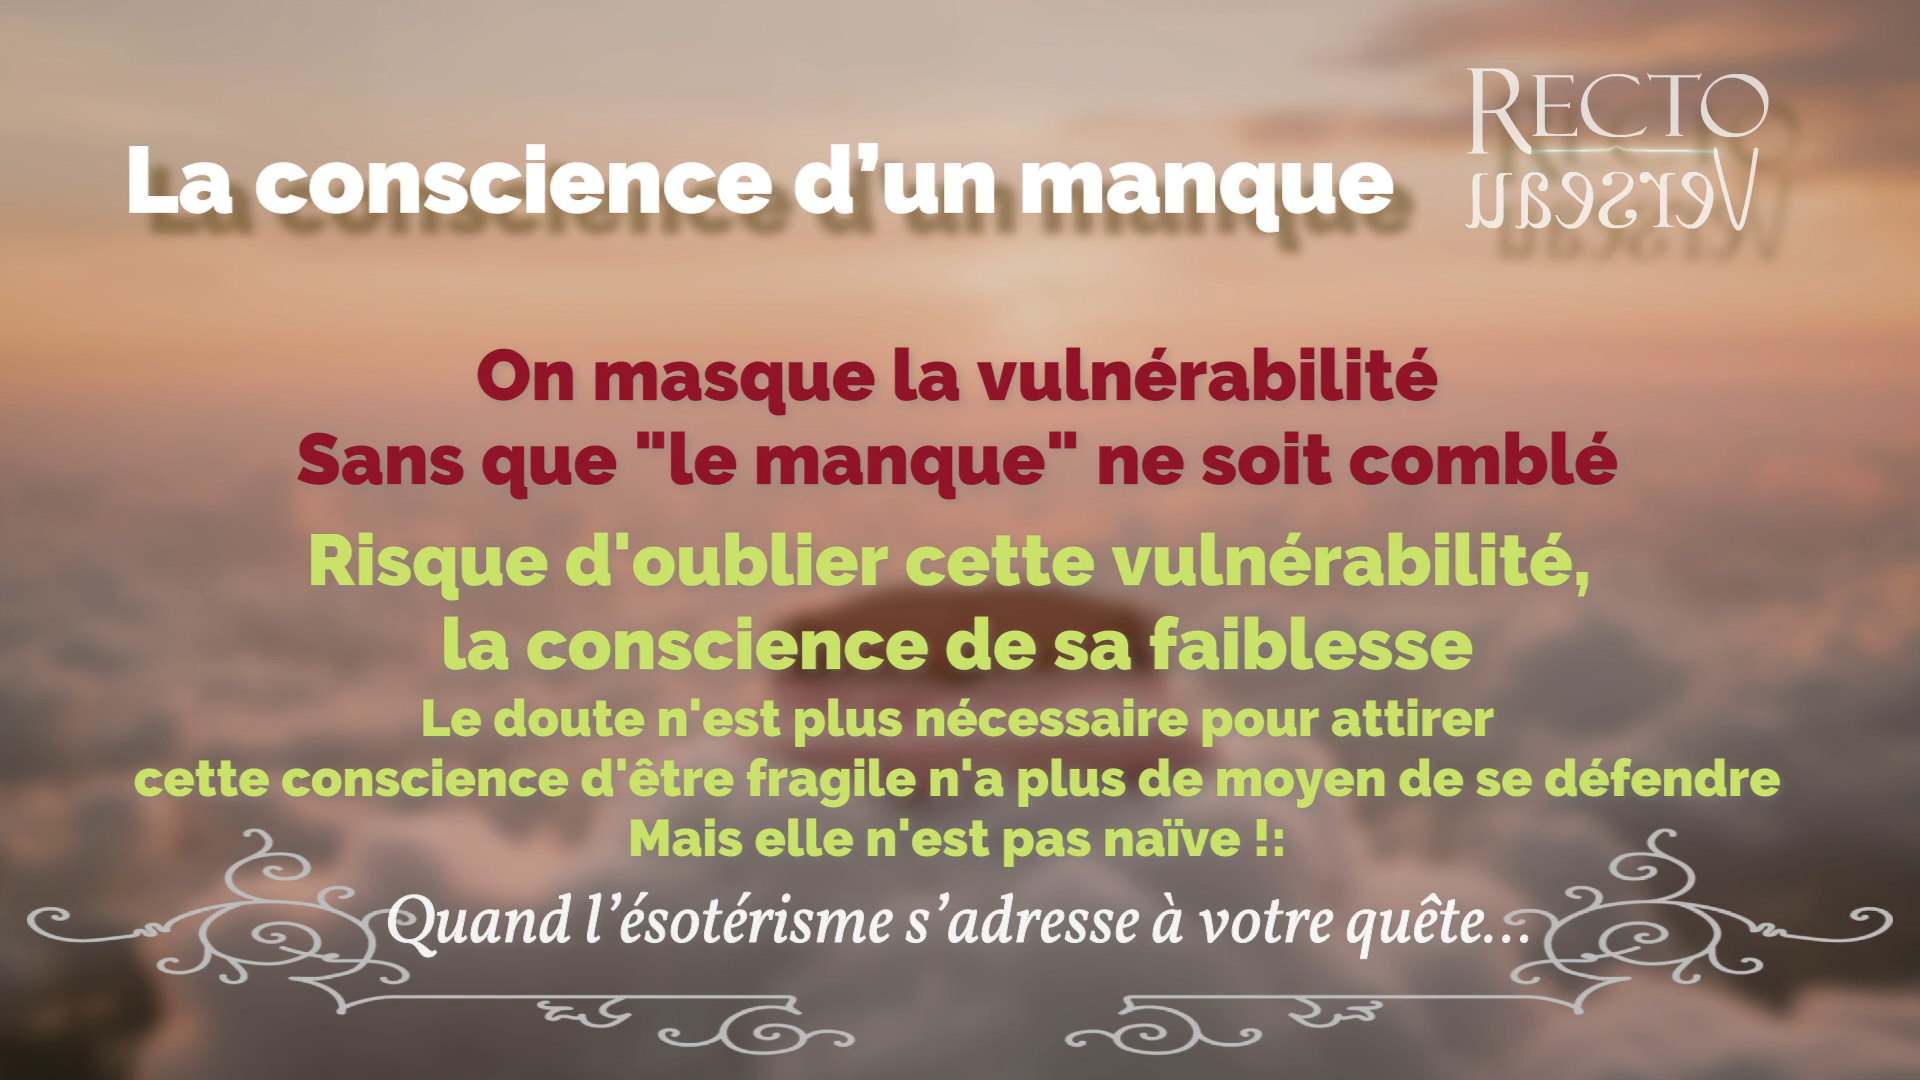 La conscience d’un manque
RECTO
Verseau
On masque la vulnérabilité
Sans que "le manque" ne soit comblé
Risque d'oublier cette vulnérabilité,
la conscience de sa faiblesse
Le doute n'est plus nécessaire pour attirer
cette conscience d'être fragile n'a plus de moyen de se défendre
Mais elle n'est pas naïve !:
Quand l’ésotérisme s’adresse à votre quête…